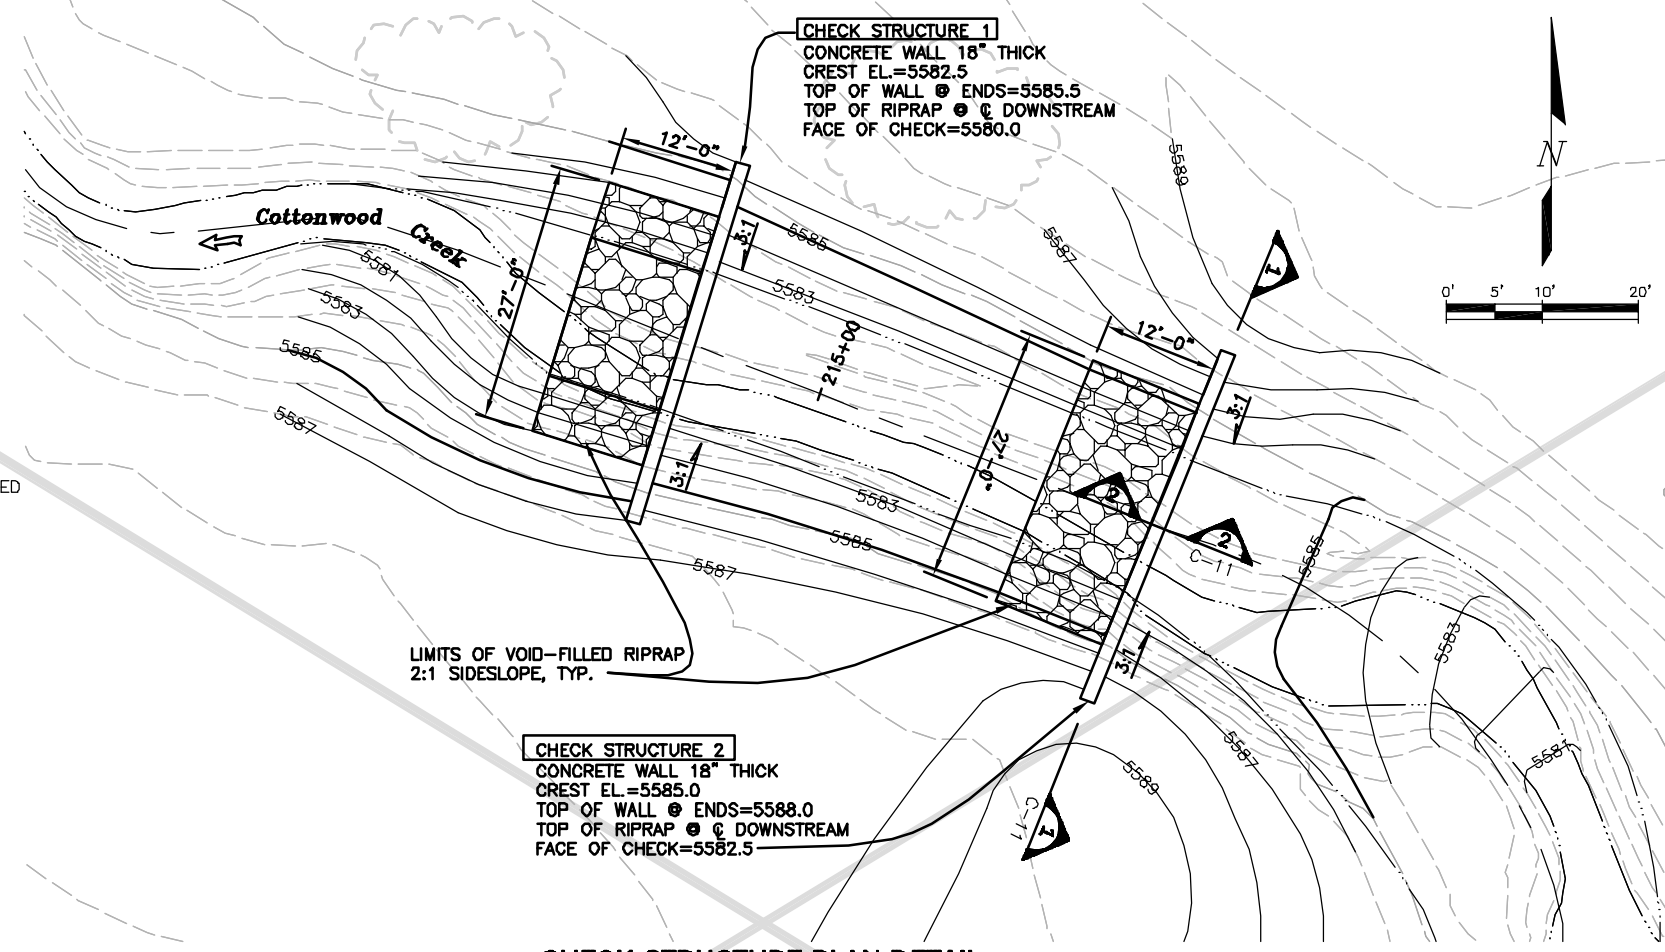 CHECK STRUCTURE 1
CONCRETE WALL 18" THICK
CREST EL.=5582.5
TOP OF WALL @ ENDS=5585.5
TOP OF RIPRAP @ ℄ DOWNSTREAM
FACE OF CHECK=5580.0
N
0' 5' 10' 20'
12'-0"
5589
Cottonwood
Creek
3:1
5585
5587
1
5581
27'-0"
5583
5583
12'-0"
215+00
5585
5587
3:1
27'-0"
3:1
ED
5583
2
5585
2
C-11
5585
5587
5583
LIMITS OF VOID-FILLED RIPRAP
2:1 SIDESLOPE, TYP.
3:1
CHECK STRUCTURE 2
CONCRETE WALL 18" THICK
CREST EL.=5585.0
TOP OF WALL @ ENDS=5588.0
TOP OF RIPRAP @ ℄ DOWNSTREAM
FACE OF CHECK=5582.5
5587
5581
5589
C-11
1
CHECK STRUCTURE PLAN DETAIL